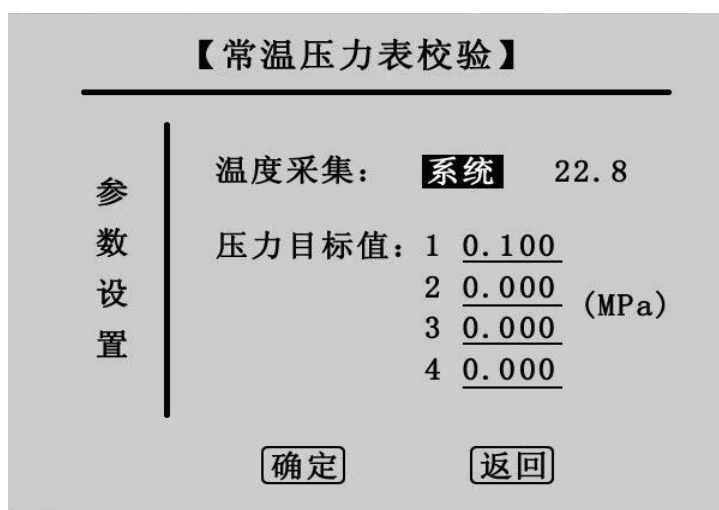 【常温压力表校验】
参数设置
温度采集： 系统 22.8
压力目标值：1 0.100
2 0.000
(MPa)
3 0.000
4 0.000
确定 返回